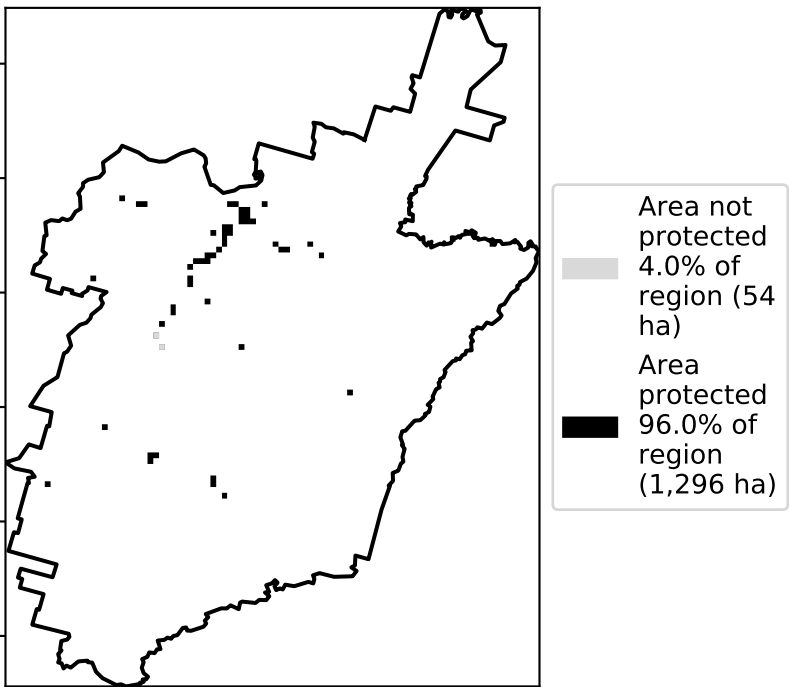 Area not
protected
4.0% of
region (54
ha)
Area
protected
96.0% of
region
(1,296 ha)